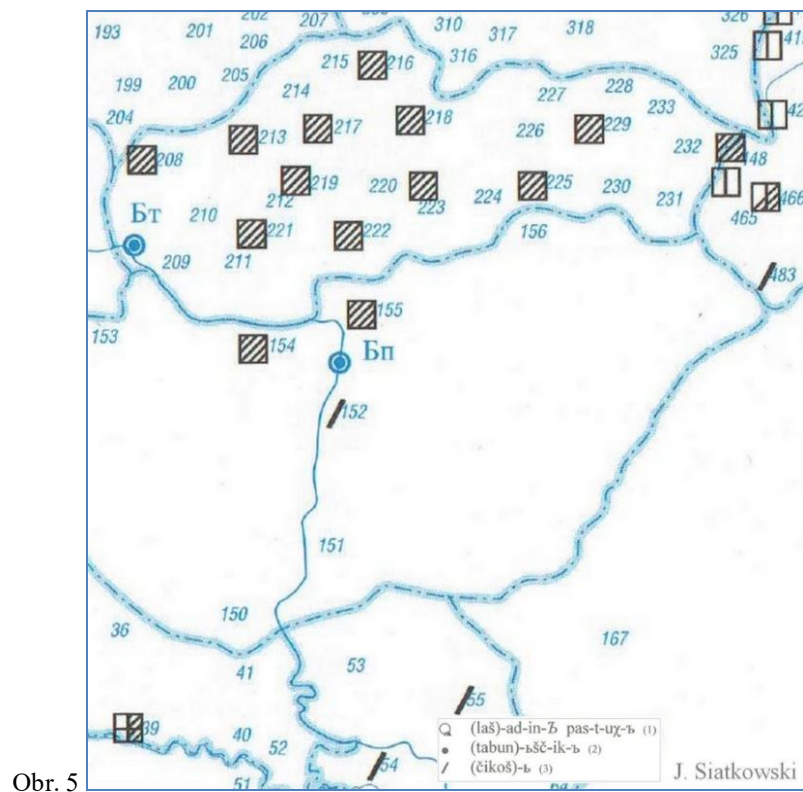 202 207 310 317 318 326
193 201 206 215 216 316 325
199 200 205 214 227 228
204 213 217 218 226 229 233
208 232
212 219 220 223 224 225 230 231 465 466
210 Бт 221 222 156
209 211 483
153 154 155
Бп
152
151
150
36 41 53 167
55
39 40 52
51 54
(laš)-ad-in-Ъ pas-t-uχ-ъ (1)
(tabun)-ьšč-ik-ъ (2)
(čikoš)-ь (3)
J. Siatkowski
Obr. 5